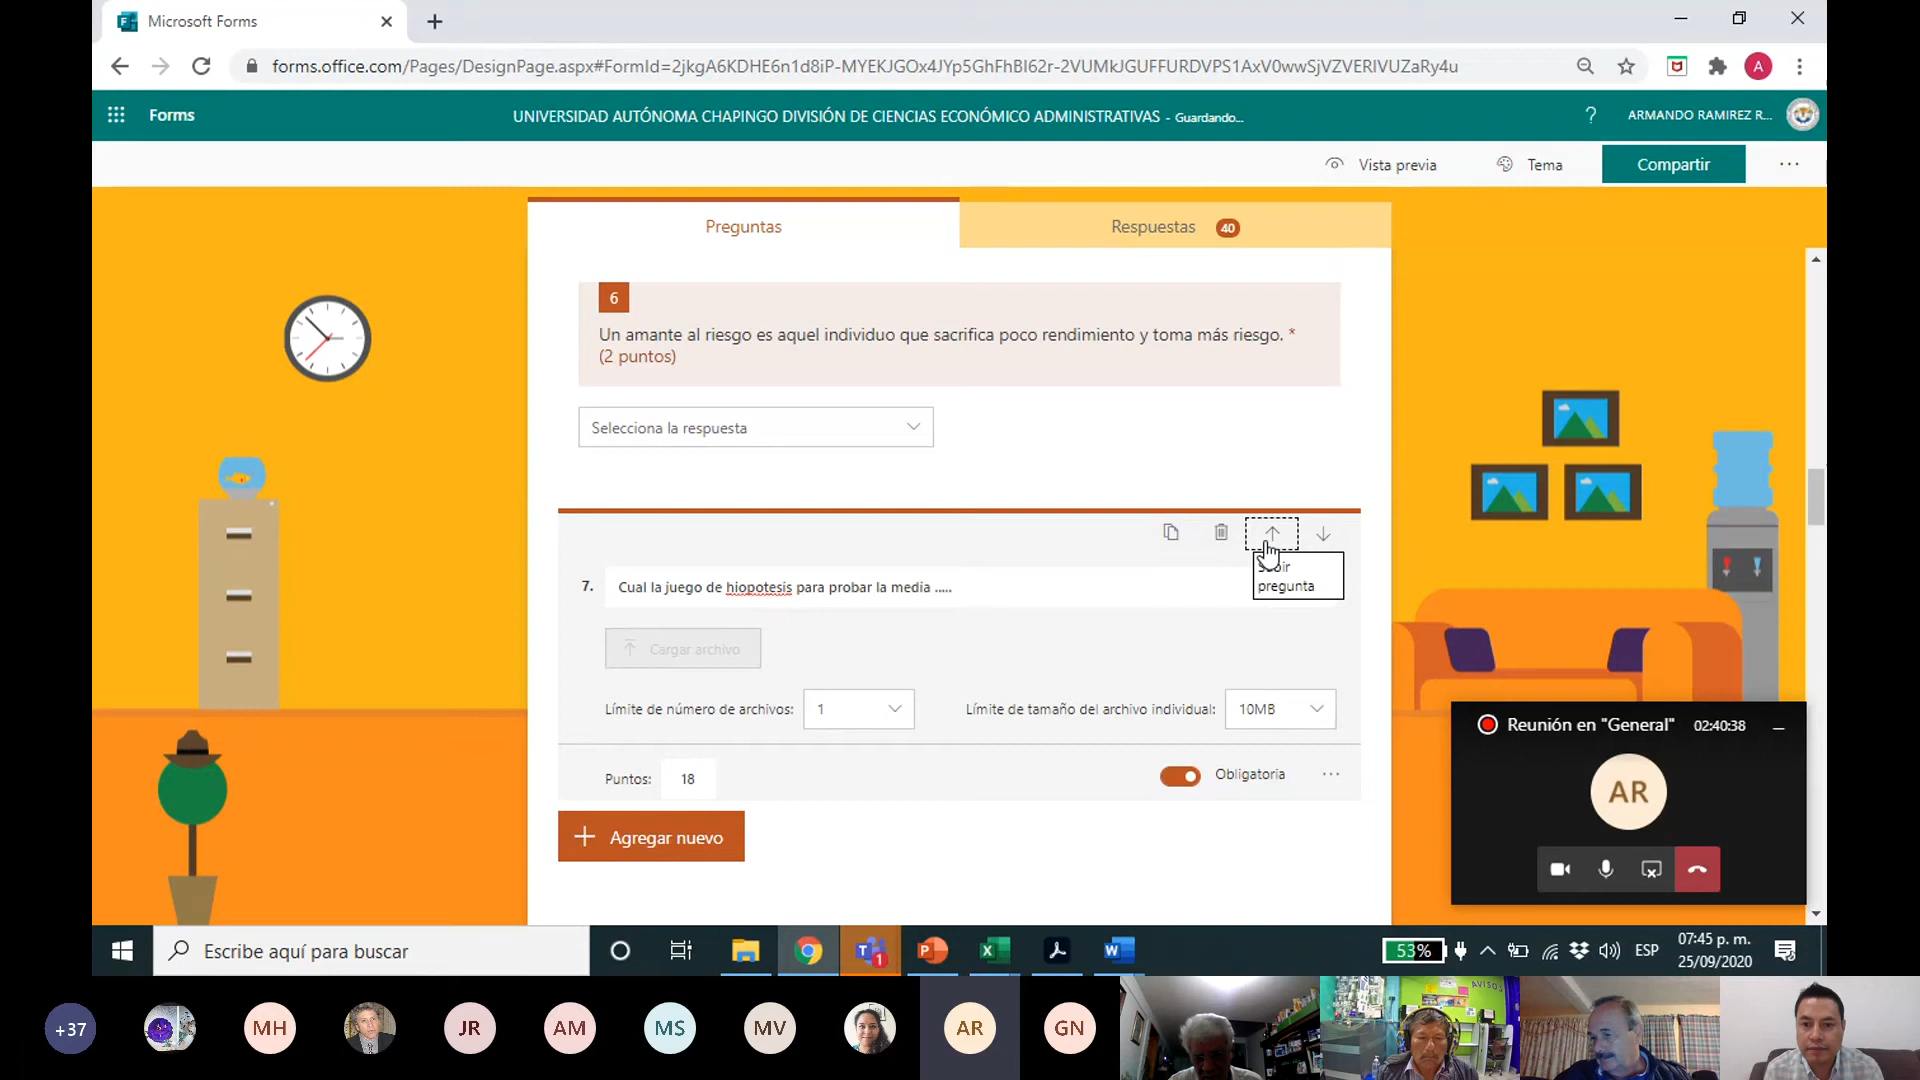 Microsoft Forms
forms.office.com/Pages/DesignPage.aspx#FormId=2jkgA6KDHE6n1d8iP-MYEKJGOx4JYp5GhFhBI62r-2VUMkJGUFFURDVPS1AxV0wwSjVZVERIVUZaRy4u
A
Forms
UNIVERSIDAD AUTÓNOMA CHAPINGO DIVISIÓN DE CIENCIAS ECONÓMICO ADMINISTRATIVAS - Guardando...
?
ARMANDO RAMIREZ R...
Vista previa
Tema
Compartir
Preguntas
Respuestas 40
6
Un amante al riesgo es aquel individuo que sacrifica poco rendimiento y toma más riesgo. *
(2 puntos)
Selecciona la respuesta
Subir
pregunta
7. Cual la juego de hiopotesis para probar la media .....
Cargar archivo
Límite de número de archivos: 1
Límite de tamaño del archivo individual: 10MB
Puntos: 18
Obligatoria
Agregar nuevo
Reunión en "General" 02:40:38
AR
Escribe aquí para buscar
1
53%
ESP
07:45 p. m.
25/09/2020
+37
MH
JR
AM
MS
MV
AR
GN
AVISOS